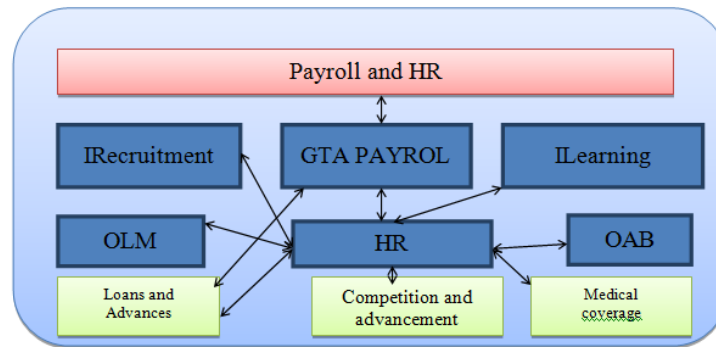 Payroll and HR
IRecruitment
GTA PAYROL
ILearning
OLM
HR
OAB
Loans and
Advances
Competition and
advancement
Medical
coverage